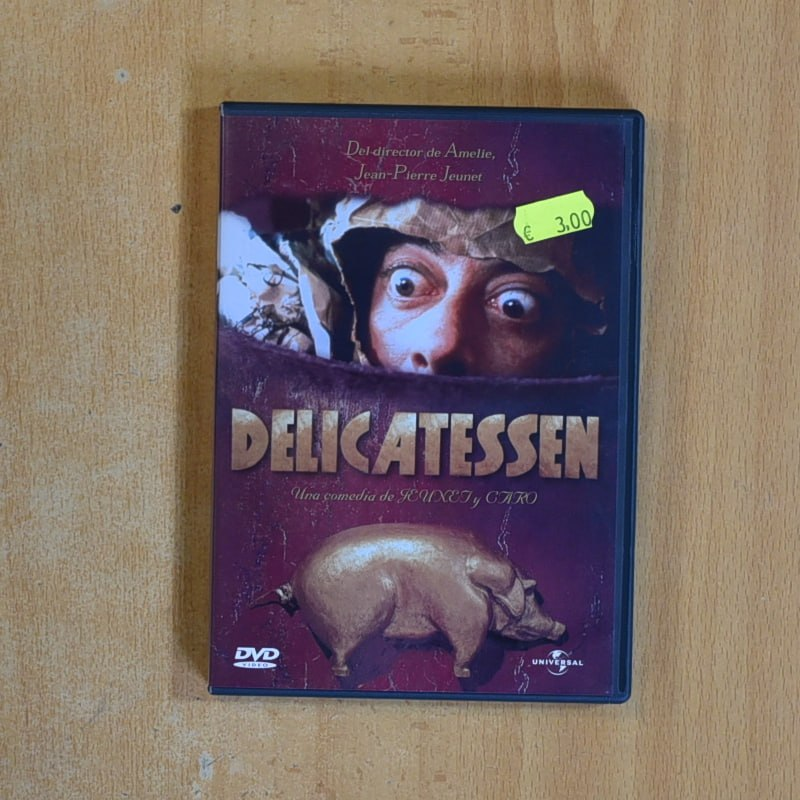 Del director de Amelie,
Jean-Pierre Jeunet
€ 3,00
DELICATESSEN
Una comedia de JEUNET y CARO
DVD
VIDEO
UNIVERSAL